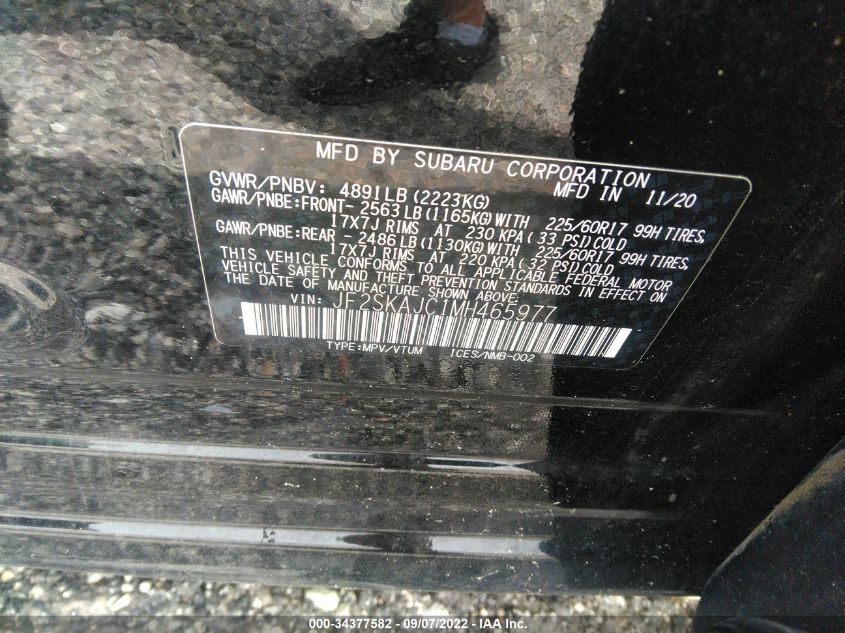 MFD BY SUBARU CORPORATION
GVWR/PNBV: 4891LB(2223KG) MFD IN 11/20
GAWR/PNBE:FRONT- 2563LB(1165KG)WITH 225/60R17 99H TIRES,
17X7J RIMS AT 230 KPA( 33 PSI)COLD
GAWR/PNBE:REAR - 2486LB(1130KG)WITH 225/60R17 99H TIRES,
17X7J RIMS AT 220 KPA( 32 PSI)COLD
THIS VEHICLE CONFORMS TO ALL APPLICABLE FEDERAL MOTOR
VEHICLE SAFETY AND THEFT PREVENTION STANDARDS IN EFFECT ON
THE DATE OF MANUFACTURE SHOWN ABOVE.
VIN: JF2SKAJC1MH465977
TYPE:MPV/VTUM ICES/NMB-002
000-34377582 - 09/07/2022 - IAA Inc.